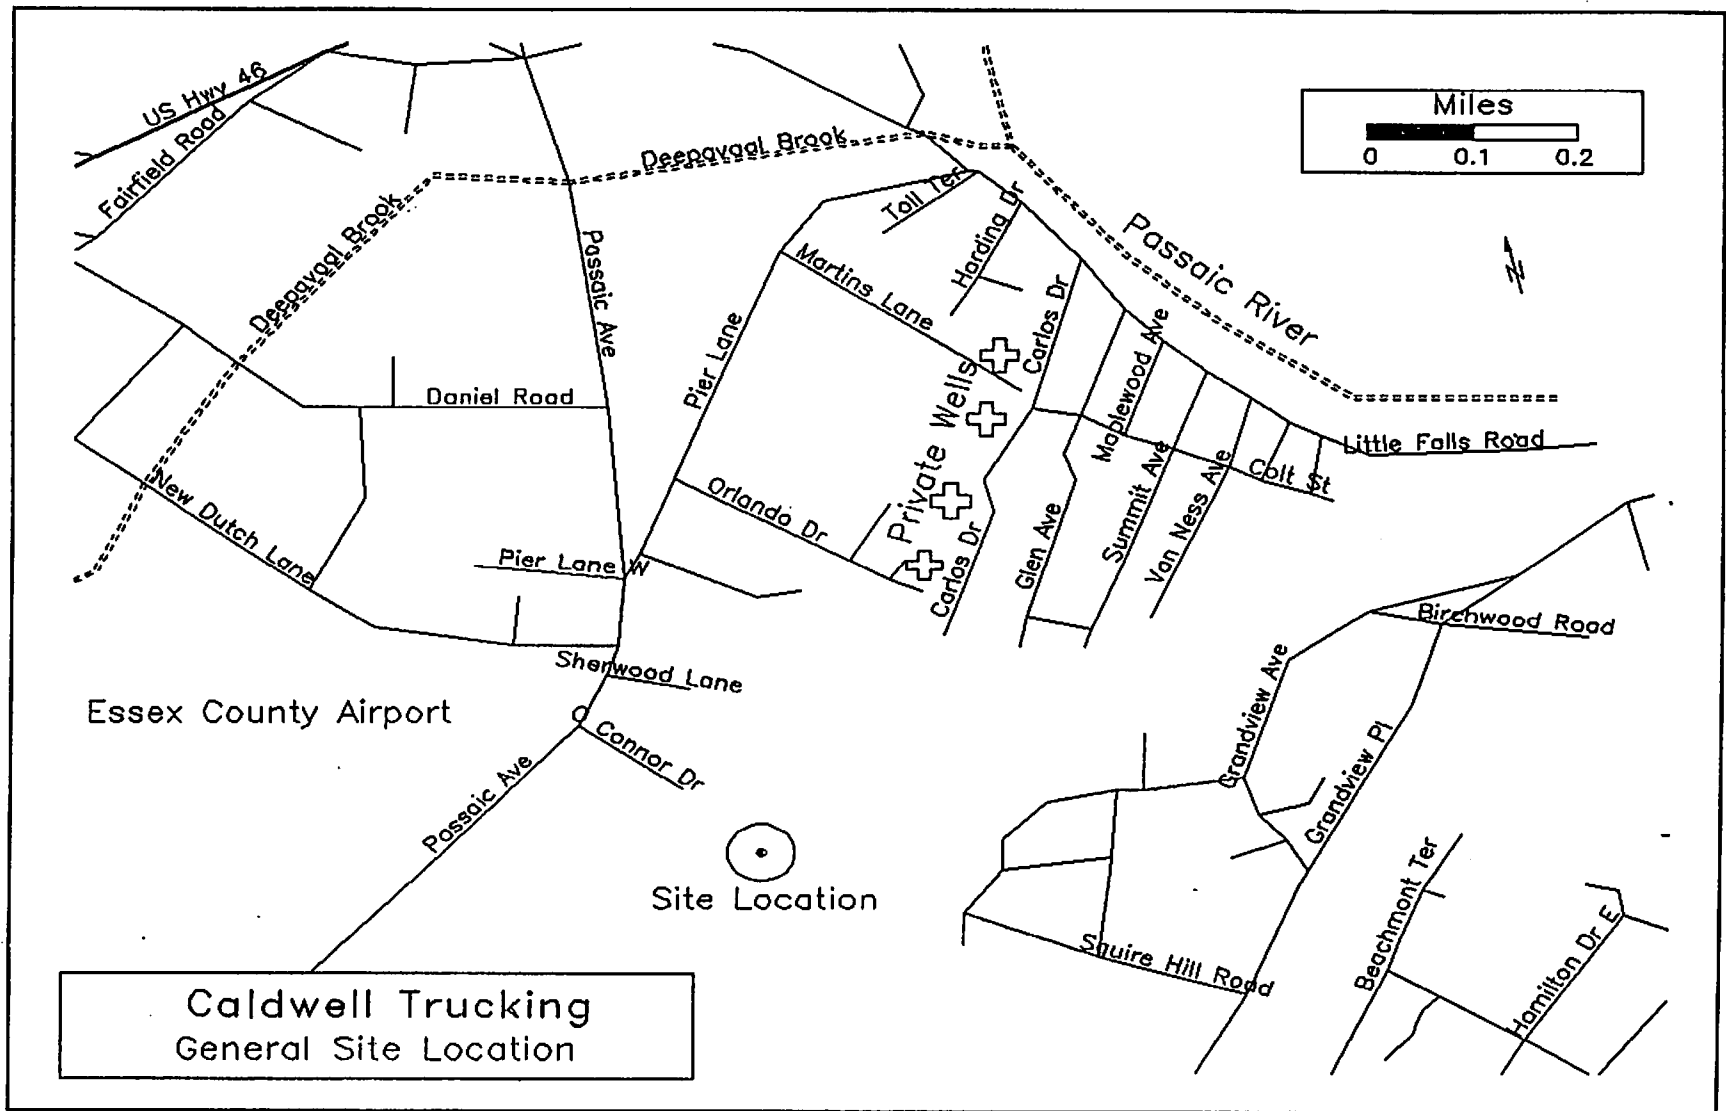 US Hwy 46
Fairfield Road
Deepavaal Brook
Deepavaal Brook
Miles
0 0.1 0.2
Toll Ter
Harding Dr
Passaic River
N
Passaic Ave
Martins Lane
Carlos Dr
Pier Lane
Maplewood Ave
Daniel Road
Private Wells
Little Falls Road
New Dutch Lane
Orlando Dr
Colt St
Summit Ave
Van Ness Ave
Glen Ave
Carlos Dr
Pier Lane W
Birchwood Road
Sherwood Lane
Essex County Airport
O Connor Dr
Grandview Ave
Grandview Pl
Passaic Ave
Site Location
Beachmont Ter
Hamilton Dr E
Squire Hill Road
Caldwell Trucking
General Site Location